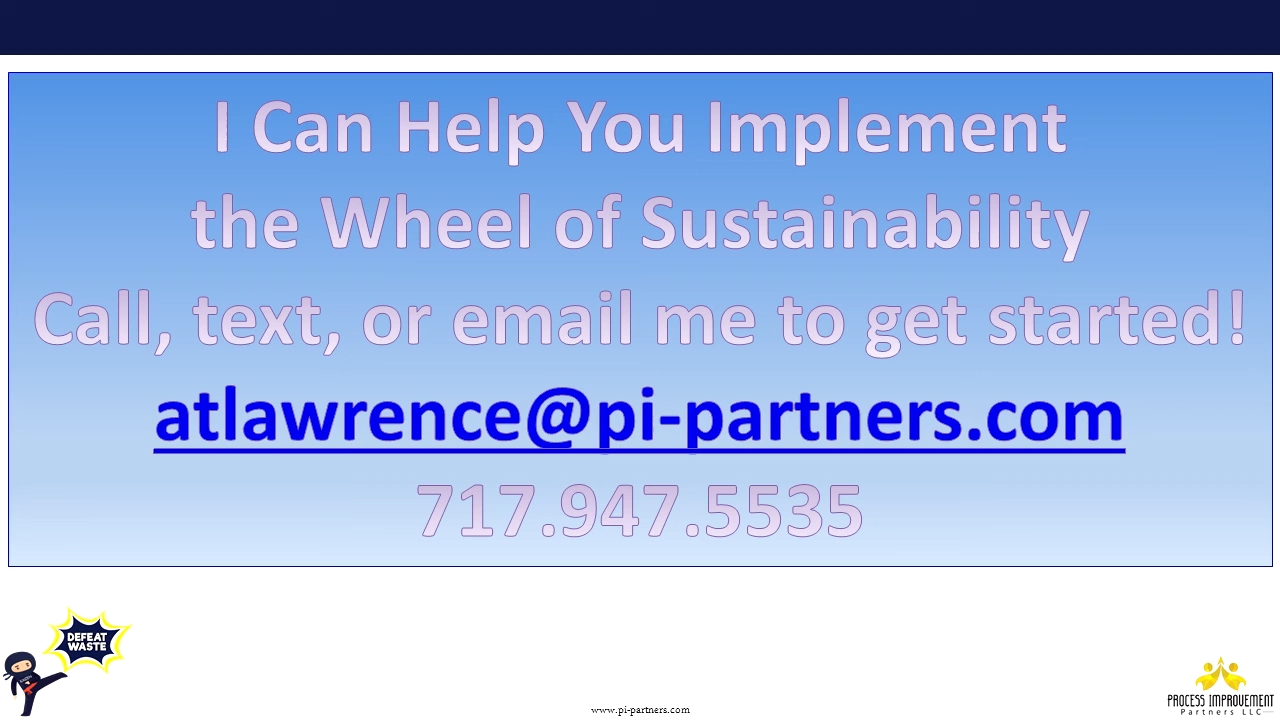 I Can Help You Implement
the Wheel of Sustainability
Call, text, or email me to get started!
atlawrence@pi-partners.com
717.947.5535
DEFEAT
WASTE
www.pi-partners.com
PROCESS IMPROVEMENT
Partners LLC